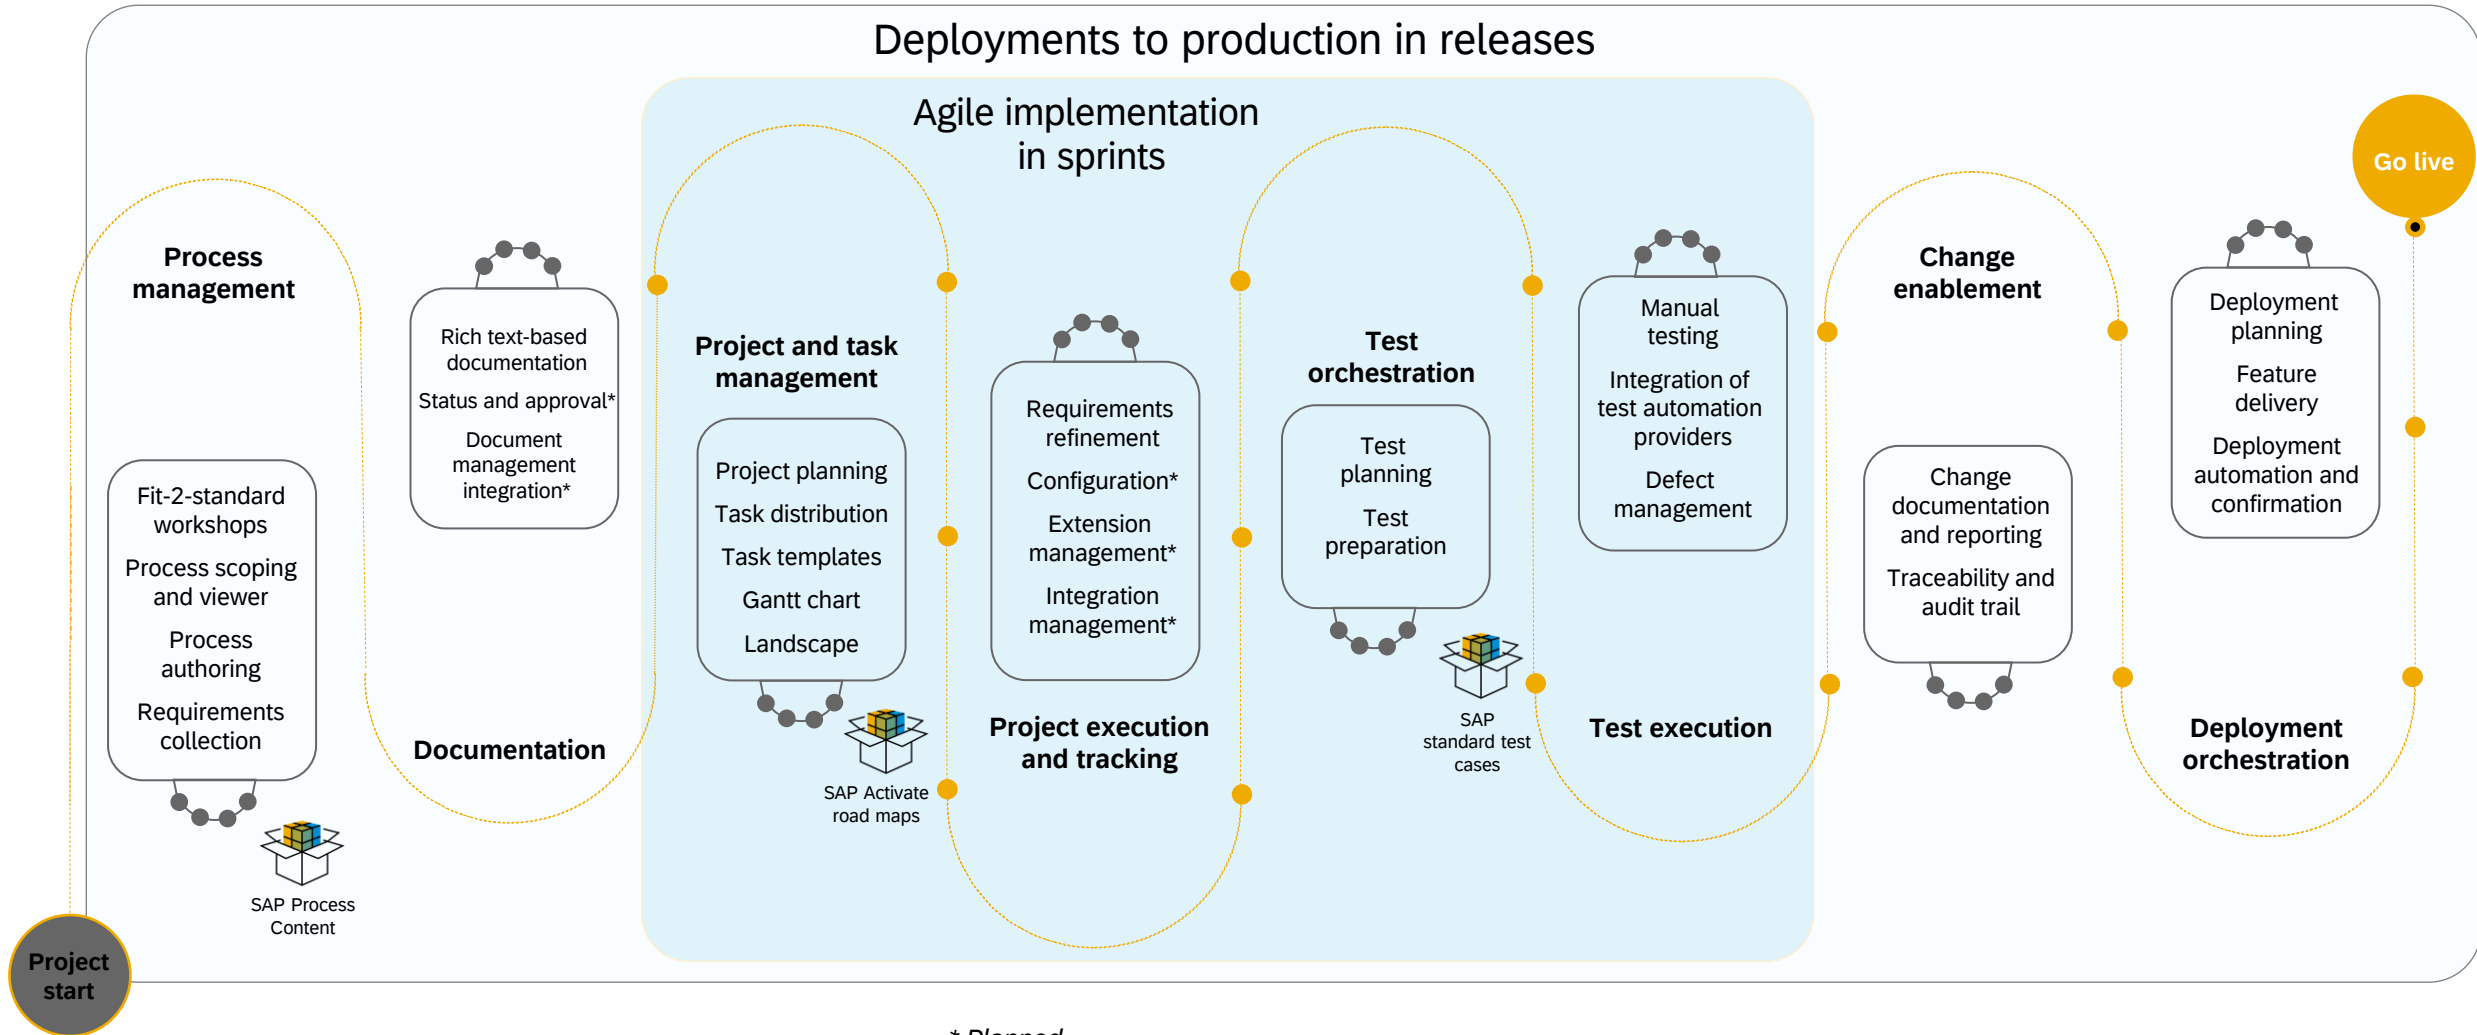 Deployments to production in releases
Agile implementation
in sprints
Process
management
Fit-2-standard
workshops
Process scoping
and viewer
Process
authoring
Requirements
collection
SAP Process
Content
Project
start
Rich text-based
documentation
Status and approval*
Document
management
integration*
Documentation
Project and task
management
Project planning
Task distribution
Task templates
Gantt chart
Landscape
SAP Activate
road maps
Requirements
refinement
Configuration*
Extension
management*
Integration
management*
Project execution
and tracking
Test
orchestration
Test
planning
Test
preparation
SAP
standard test
cases
Manual
testing
Integration of
test automation
providers
Defect
management
Test execution
Change
enablement
Change
documentation
and reporting
Traceability and
audit trail
Deployment
planning
Feature
delivery
Deployment
automation and
confirmation
Deployment
orchestration
Go live
* Planned